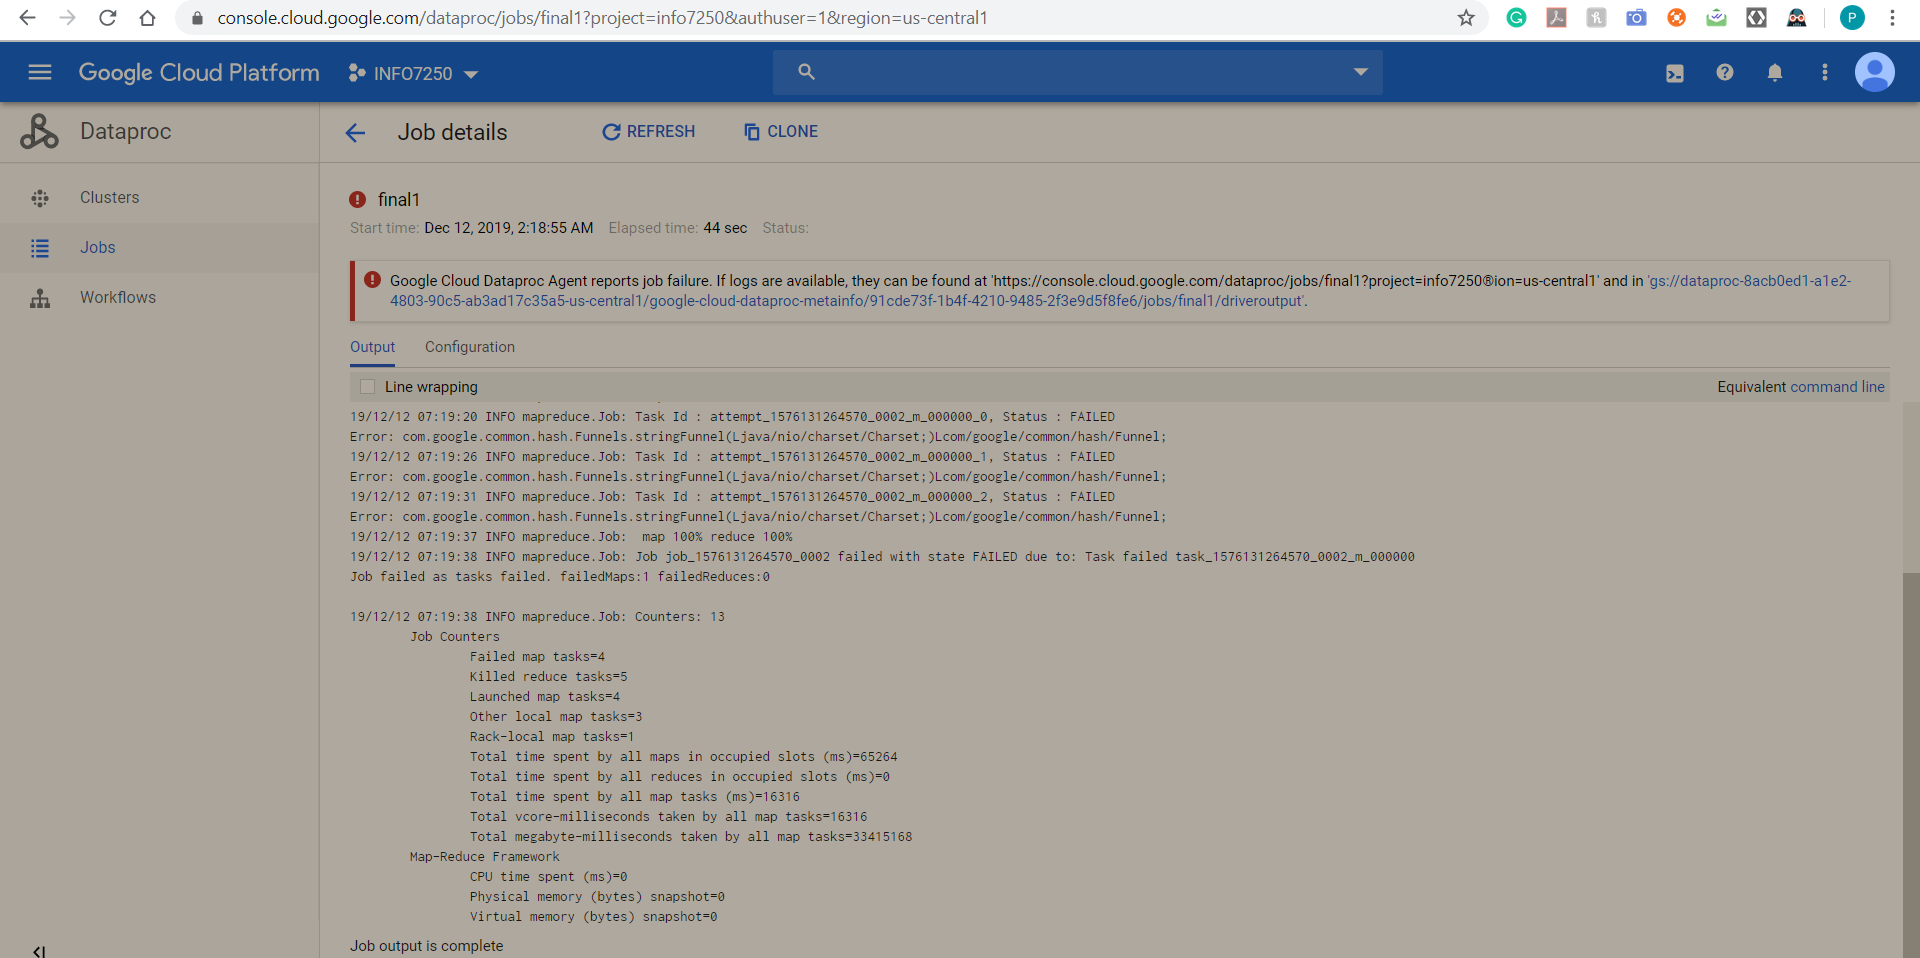 console.cloud.google.com/dataproc/jobs/final1?project=info7250&authuser=1&region=us-central1
P
Google Cloud Platform
INFO7250
Dataproc
Job details
REFRESH
CLONE
Clusters
Jobs
Workflows
final1
Start time: Dec 12, 2019, 2:18:55 AM Elapsed time: 44 sec Status:
Google Cloud Dataproc Agent reports job failure. If logs are available, they can be found at 'https://console.cloud.google.com/dataproc/jobs/final1?project=info7250®ion=us-central1' and in 'gs://dataproc-8acb0ed1-a1e2-
4803-90c5-ab3ad17c35a5-us-central1/google-cloud-dataproc-metainfo/91cde73f-1b4f-4210-9485-2f3e9d5f8fe6/jobs/final1/driveroutput'.
Output Configuration
Line wrapping
Equivalent command line
19/12/12 07:19:20 INFO mapreduce.Job: Task Id : attempt_1576131264570_0002_m_000000_0, Status : FAILED
Error: com.google.common.hash.Funnels.stringFunnel(Ljava/nio/charset/Charset;)Lcom/google/common/hash/Funnel;
19/12/12 07:19:26 INFO mapreduce.Job: Task Id : attempt_1576131264570_0002_m_000000_1, Status : FAILED
Error: com.google.common.hash.Funnels.stringFunnel(Ljava/nio/charset/Charset;)Lcom/google/common/hash/Funnel;
19/12/12 07:19:31 INFO mapreduce.Job: Task Id : attempt_1576131264570_0002_m_000000_2, Status : FAILED
Error: com.google.common.hash.Funnels.stringFunnel(Ljava/nio/charset/Charset;)Lcom/google/common/hash/Funnel;
19/12/12 07:19:37 INFO mapreduce.Job:  map 100% reduce 100%
19/12/12 07:19:38 INFO mapreduce.Job: Job job_1576131264570_0002 failed with state FAILED due to: Task failed task_1576131264570_0002_m_000000
Job failed as tasks failed. failedMaps:1 failedReduces:0
19/12/12 07:19:38 INFO mapreduce.Job: Counters: 13
Job Counters
Failed map tasks=4
Killed reduce tasks=5
Launched map tasks=4
Other local map tasks=3
Rack-local map tasks=1
Total time spent by all maps in occupied slots (ms)=65264
Total time spent by all reduces in occupied slots (ms)=0
Total time spent by all map tasks (ms)=16316
Total vcore-milliseconds taken by all map tasks=16316
Total megabyte-milliseconds taken by all map tasks=33415168
Map-Reduce Framework
CPU time spent (ms)=0
Physical memory (bytes) snapshot=0
Virtual memory (bytes) snapshot=0
Job output is complete